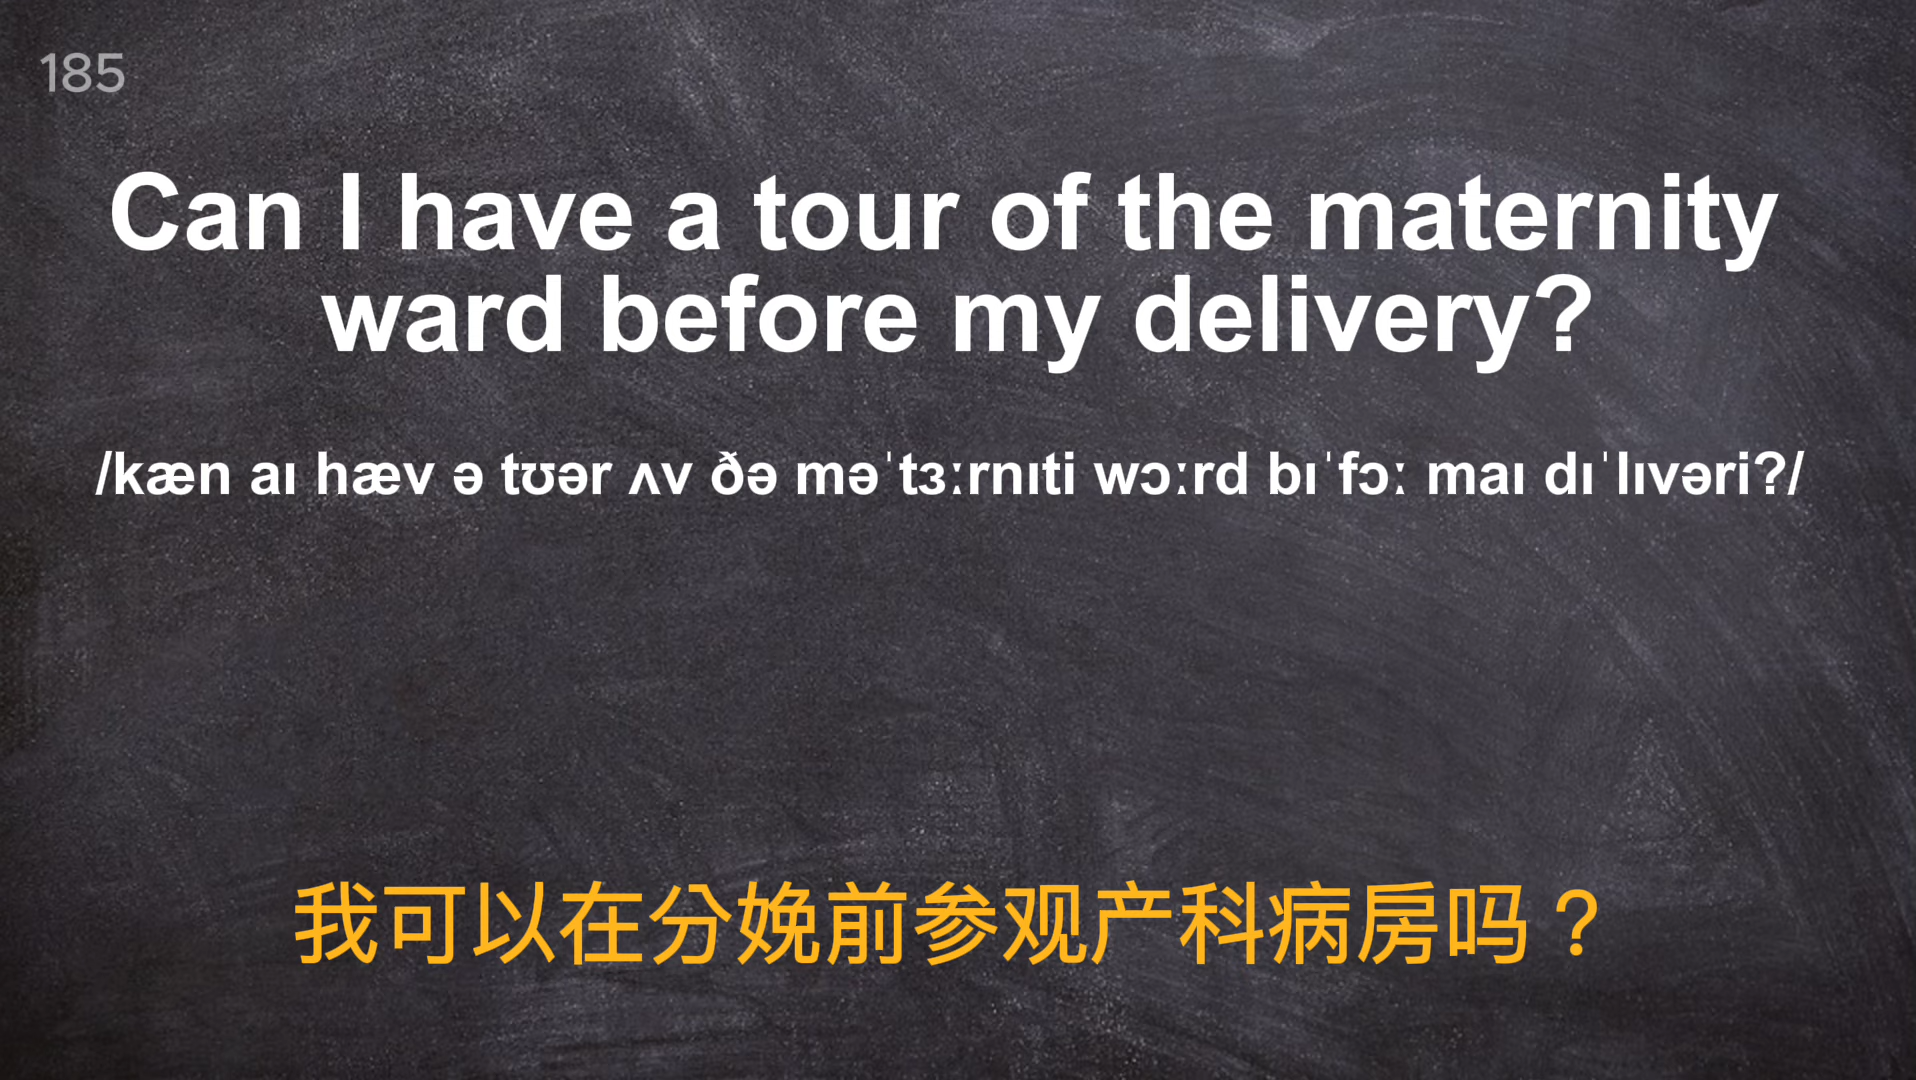 185
Can I have a tour of the maternity
ward before my delivery?
/kæn aɪ hæv ə tʊər ʌv ðə məˈtɜːrnɪti wɔːrd bɪˈfɔː maɪ dɪˈlɪvəri?/
我可以在分娩前参观产科病房吗？